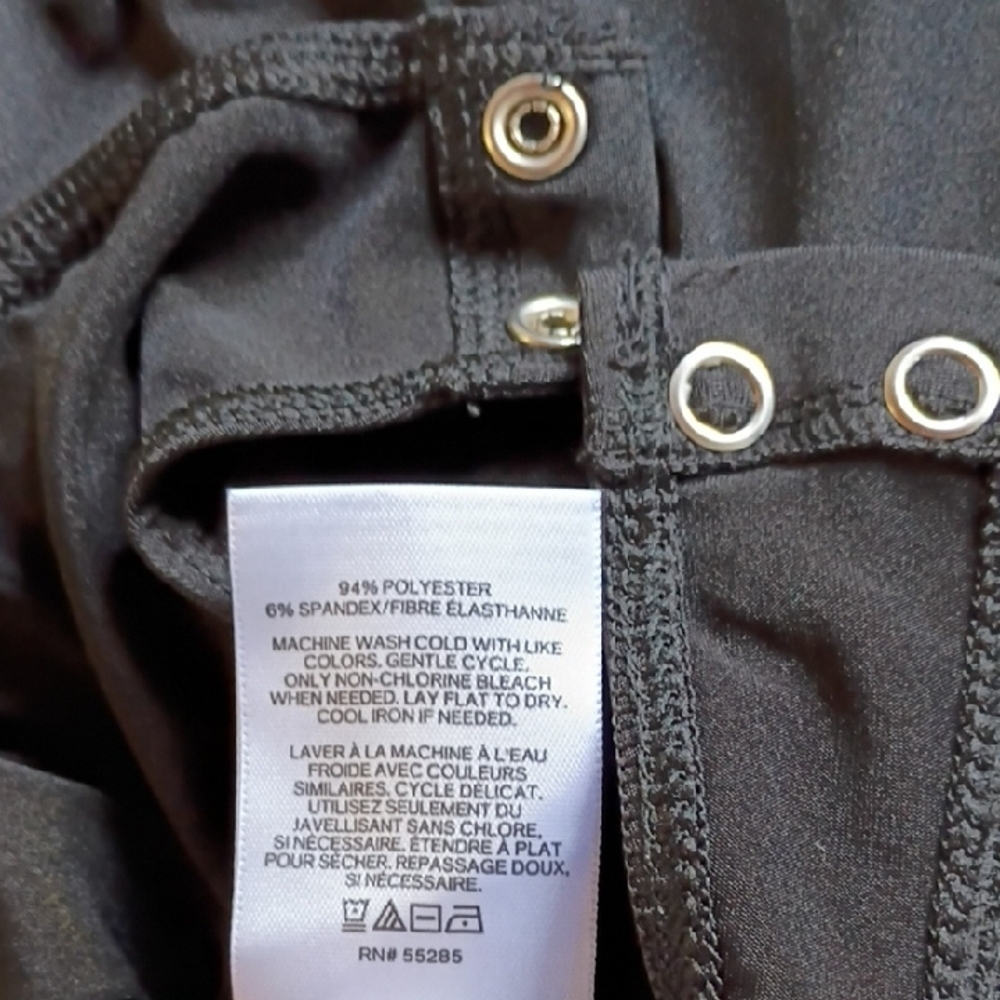 94% POLYESTER
6% SPANDEX/FIBRE ÉLASTHANNE
MACHINE WASH COLD WITH LIKE
COLORS. GENTLE CYCLE.
ONLY NON-CHLORINE BLEACH
WHEN NEEDED. LAY FLAT TO DRY.
COOL IRON IF NEEDED.
LAVER À LA MACHINE À L'EAU
FROIDE AVEC COULEURS
SIMILAIRES. CYCLE DÉLICAT.
UTILISEZ SEULEMENT DU
JAVELLISANT SANS CHLORE,
SI NÉCESSAIRE. ÉTENDRE À PLAT
POUR SÉCHER. REPASSAGE DOUX,
SI NÉCESSAIRE.
RN# 55285